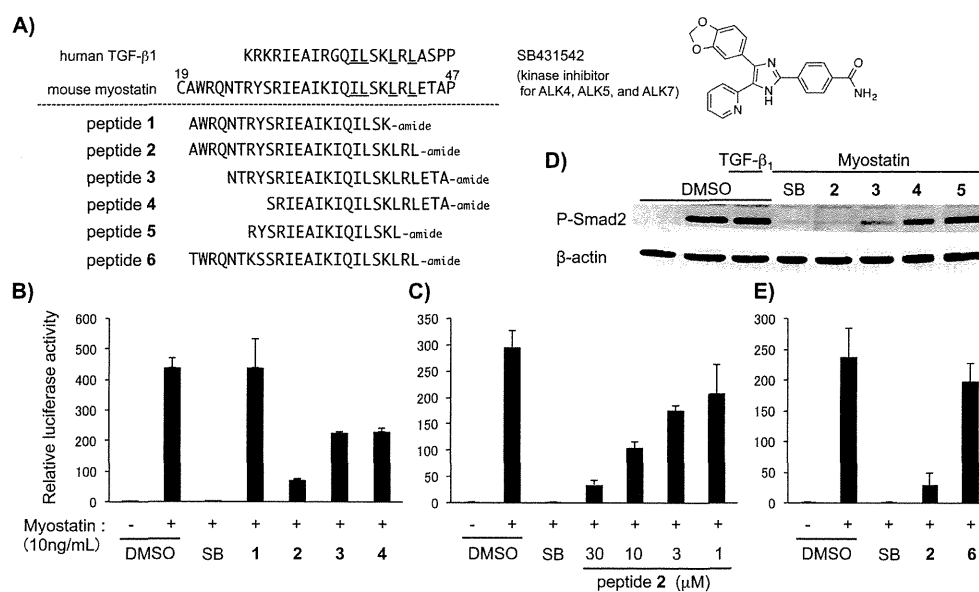 A)
human TGF-β1 KRKRIEAIRGQILSKLRLASPP
19 47
mouse myostatin CAWRQNTRYSRIEAIKIQILSKLRLETAP
peptide 1 AWRQNTRYSRIEAIKIQILSK-amide
peptide 2 AWRQNTRYSRIEAIKIQILSKLRL-amide
peptide 3 NTRYSRIEAIKIQILSKLRLETA-amide
peptide 4 SRIEAIKIQILSKLRLETA-amide
peptide 5 RYSRIEAIKIQILSKL-amide
peptide 6 TWRQNTKSSRIEAIKIQILSKLRL-amide
SB431542
(kinase inhibitor
for ALK4, ALK5, and ALK7)
O
O
N
N
NH
O
NH2
D)
TGF-β1 Myostatin
DMSO SB 2 3 4 5
P-Smad2
β-actin
B)
Relative luciferase activity
600
500
400
300
200
100
0
Myostatin : - + + + + + +
(10ng/mL) DMSO SB 1 2 3 4
C)
350
300
250
200
150
100
50
0
- + + + + + +
DMSO SB 30 10 3 1
peptide 2 (μM)
E)
300
250
200
150
100
50
0
- + + + +
DMSO SB 2 6